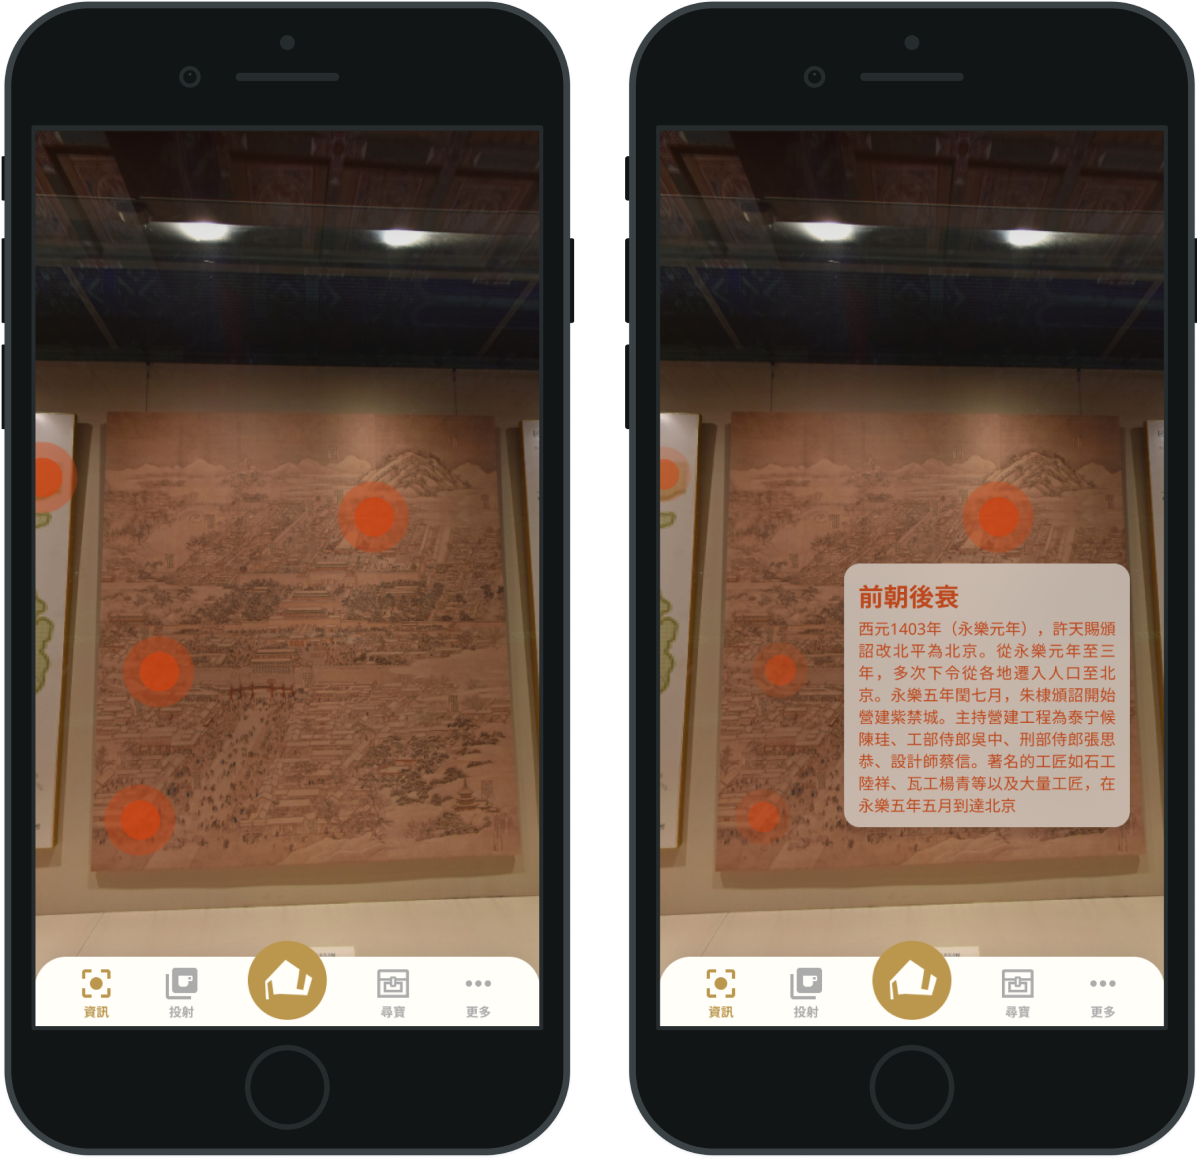 資訊
投射
尋寶
更多
前朝後衰
西元1403年（永樂元年），許天賜頒
詔改北平為北京。從永樂元年至三
年，多次下令從各地遷入人口至北
京。永樂五年閏七月，朱棣頒詔開始
營建紫禁城。主持營建工程為泰宁候
陳珪、工部侍郎吳中、刑部侍郎張思
恭、設計師蔡信。著名的工匠如石工
陸祥、瓦工楊青等以及大量工匠，在
永樂五年五月到達北京
資訊
投射
尋寶
更多